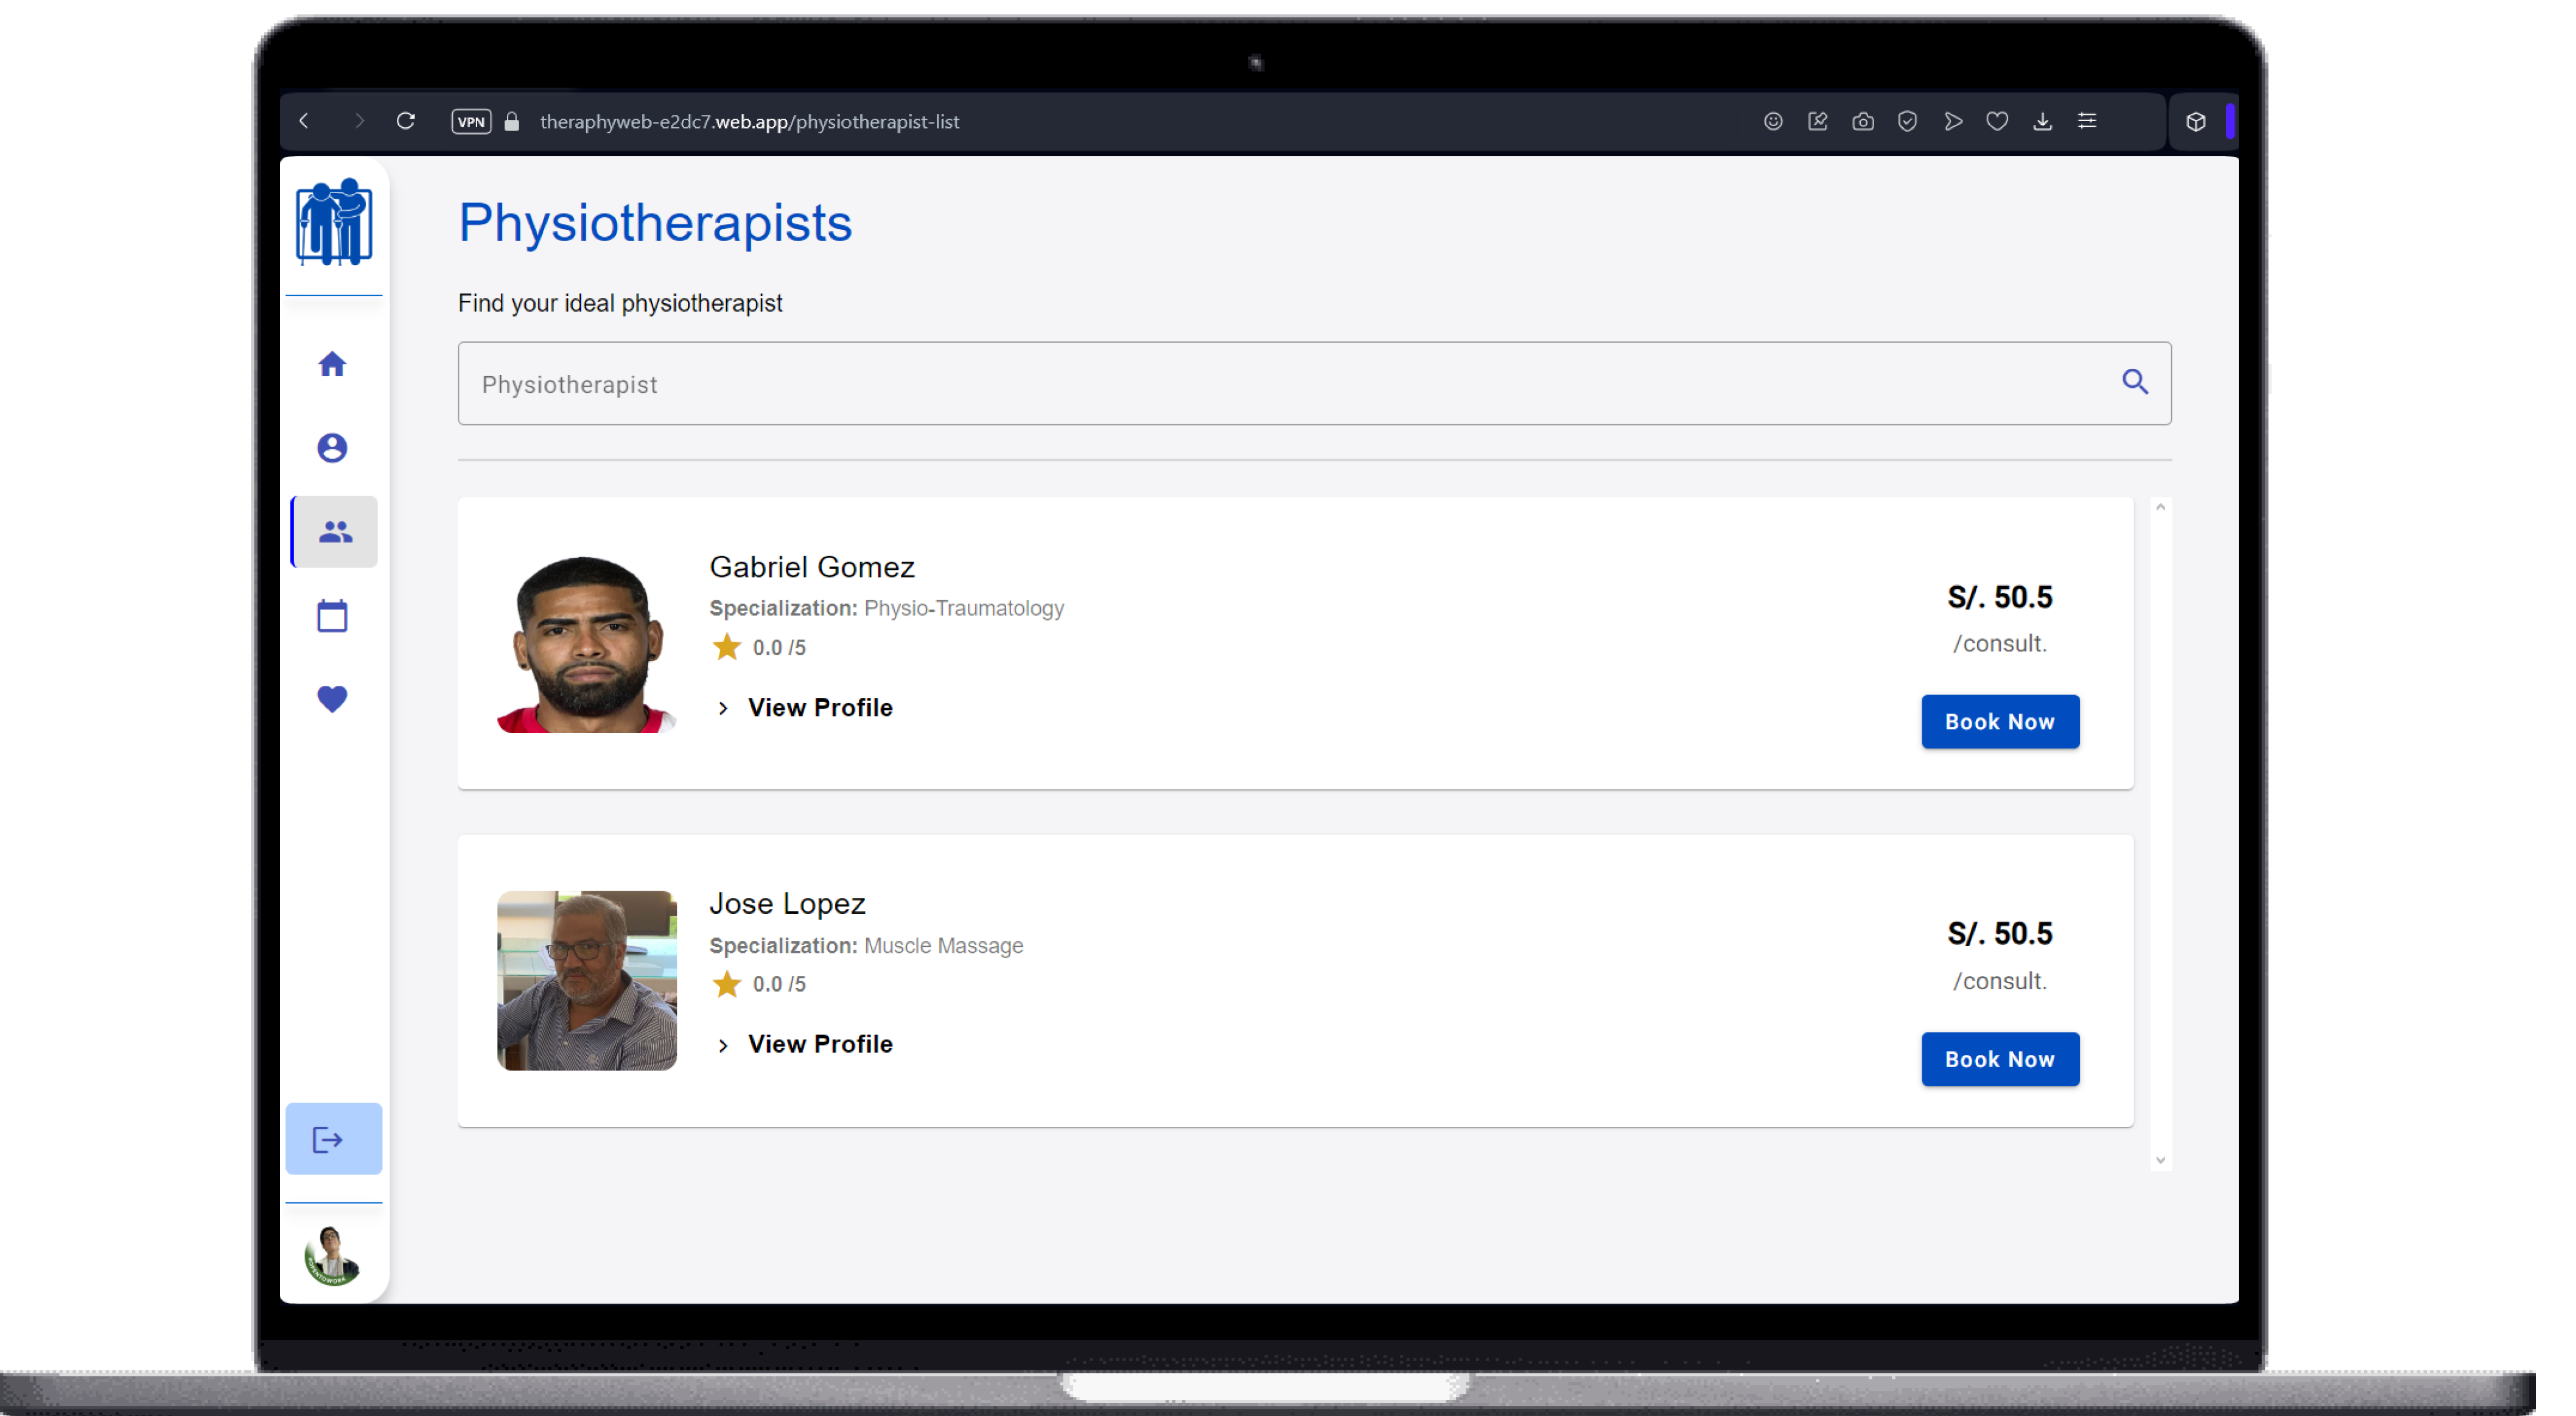 VPN theraphyweb-e2dc7.web.app/physiotherapist-list
Physiotherapists
Find your ideal physiotherapist
Physiotherapist
Gabriel Gomez
Specialization: Physio-Traumatology
0.0 /5
View Profile
S/. 50.5
/consult.
Book Now
Jose Lopez
Specialization: Muscle Massage
0.0 /5
View Profile
S/. 50.5
/consult.
Book Now
#OPENTOWORK